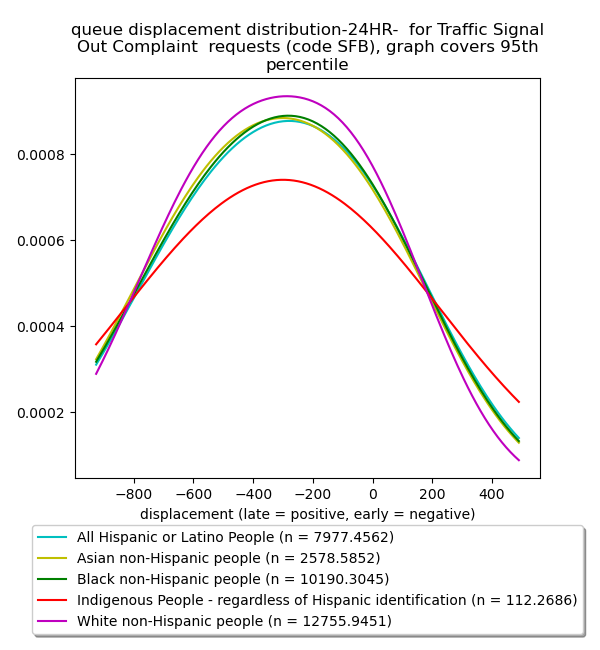 queue displacement distribution-24HR-  for Traffic Signal
Out Complaint  requests (code SFB), graph covers 95th
percentile
0.0008
0.0006
0.0004
0.0002
−800 −600 −400 −200 0 200 400
displacement (late = positive, early = negative)
All Hispanic or Latino People (n = 7977.4562)
Asian non-Hispanic people (n = 2578.5852)
Black non-Hispanic people (n = 10190.3045)
Indigenous People - regardless of Hispanic identification (n = 112.2686)
White non-Hispanic people (n = 12755.9451)